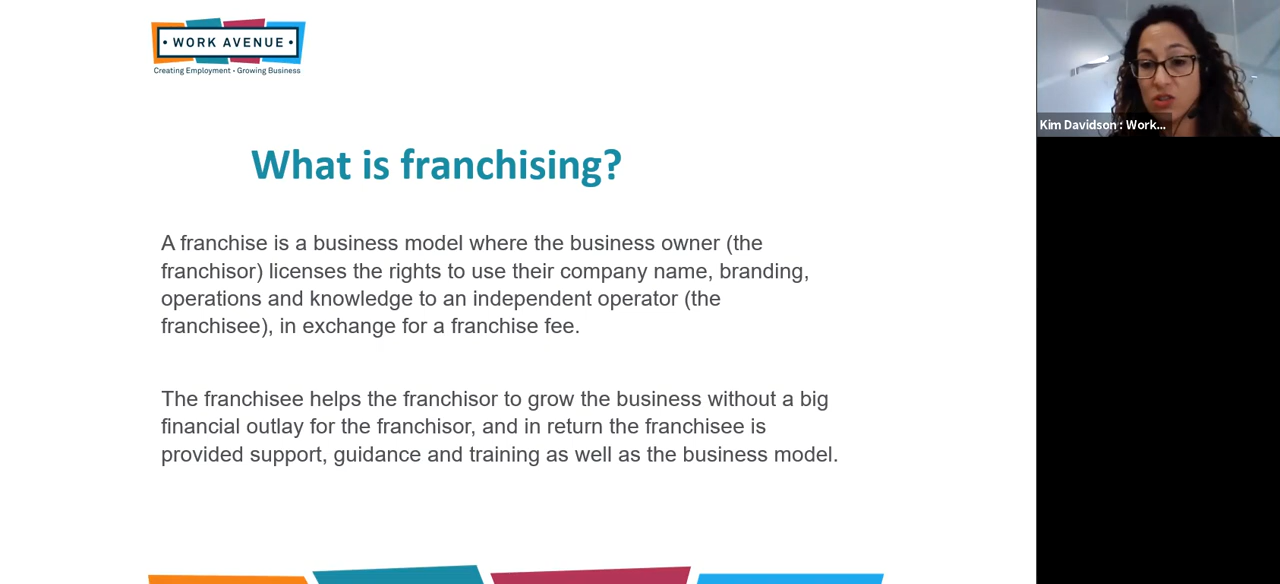 • WORK AVENUE •
Creating Employment • Growing Business
What is franchising?
A franchise is a business model where the business owner (the
franchisor) licenses the rights to use their company name, branding,
operations and knowledge to an independent operator (the
franchisee), in exchange for a franchise fee.
The franchisee helps the franchisor to grow the business without a big
financial outlay for the franchisor, and in return the franchisee is
provided support, guidance and training as well as the business model.
Kim Davidson : Work...